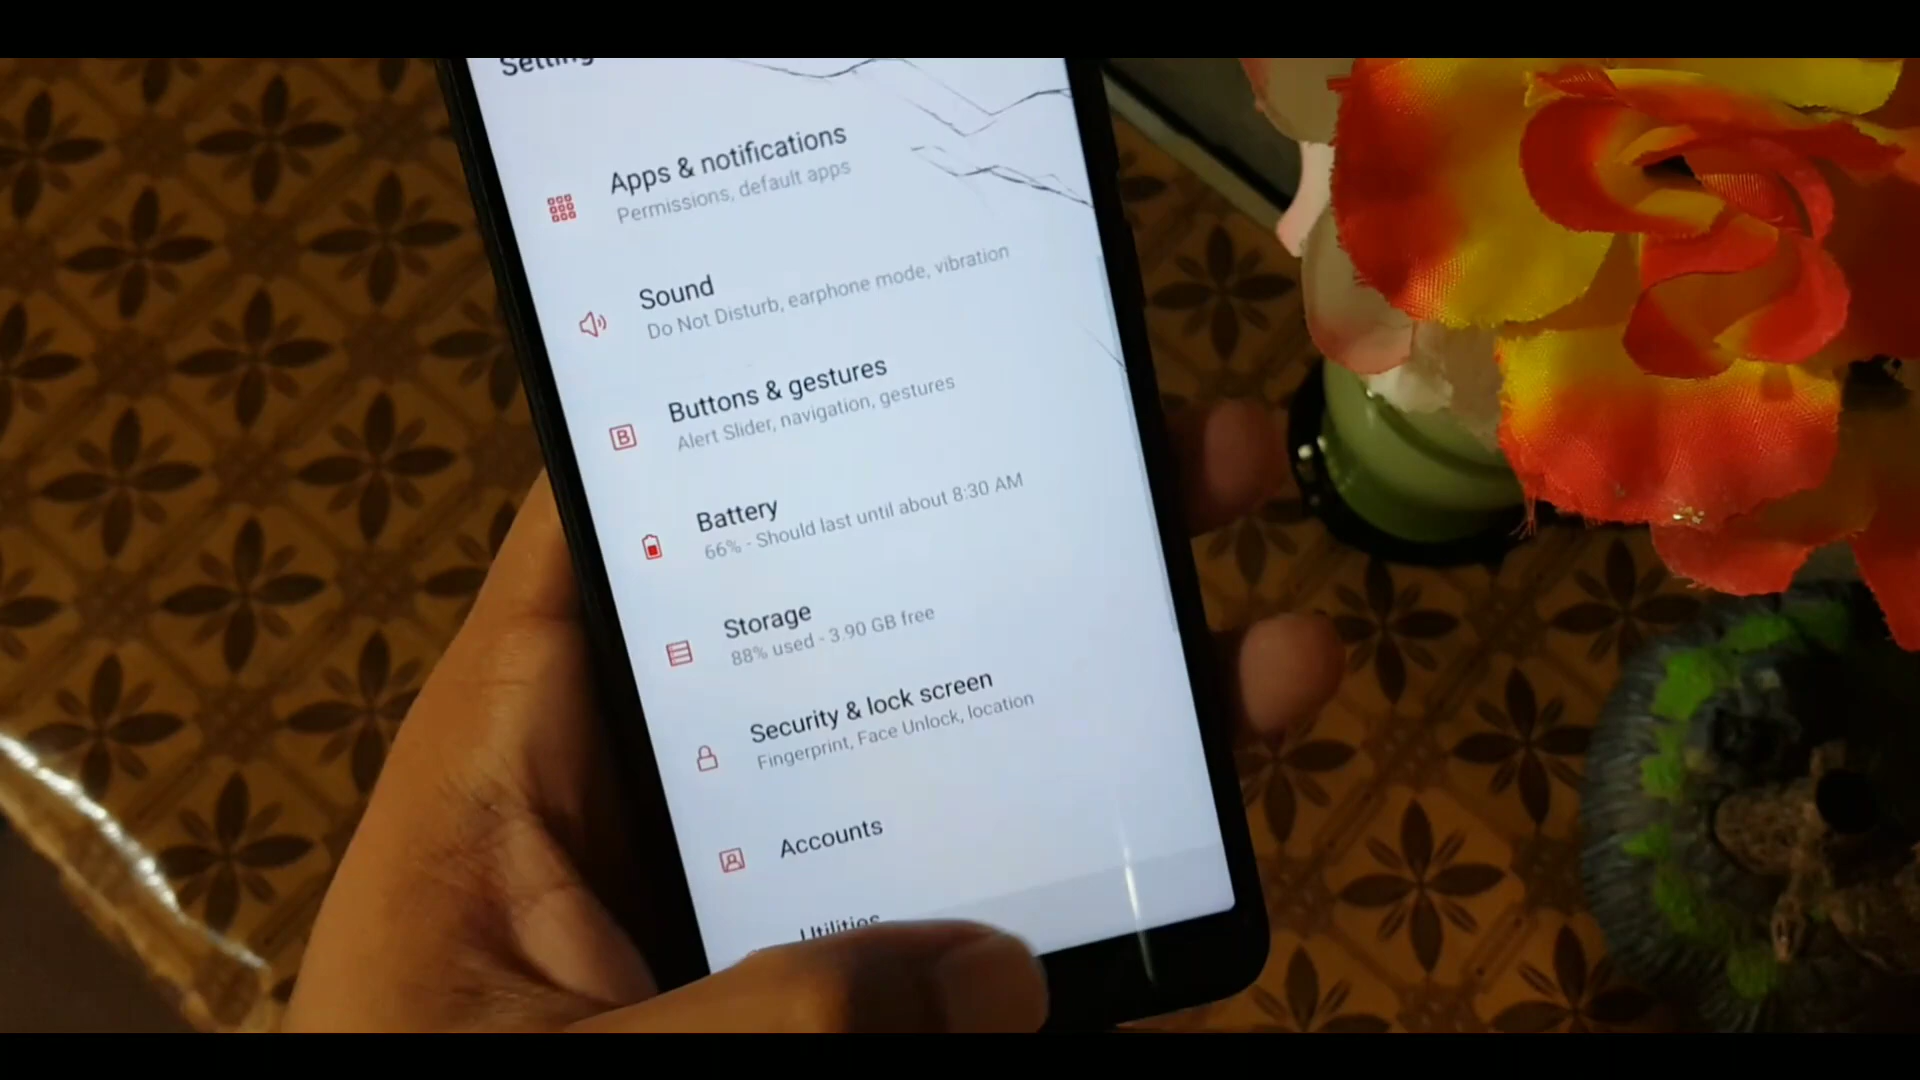 Setting
Apps & notifications
Permissions, default apps
Sound
Do Not Disturb, earphone mode, vibration
Buttons & gestures
Alert Slider, navigation, gestures
B
Battery
66% - Should last until about 8:30 AM
Storage
88% used - 3.90 GB free
Security & lock screen
Fingerprint, Face Unlock, location
Accounts
Utilities